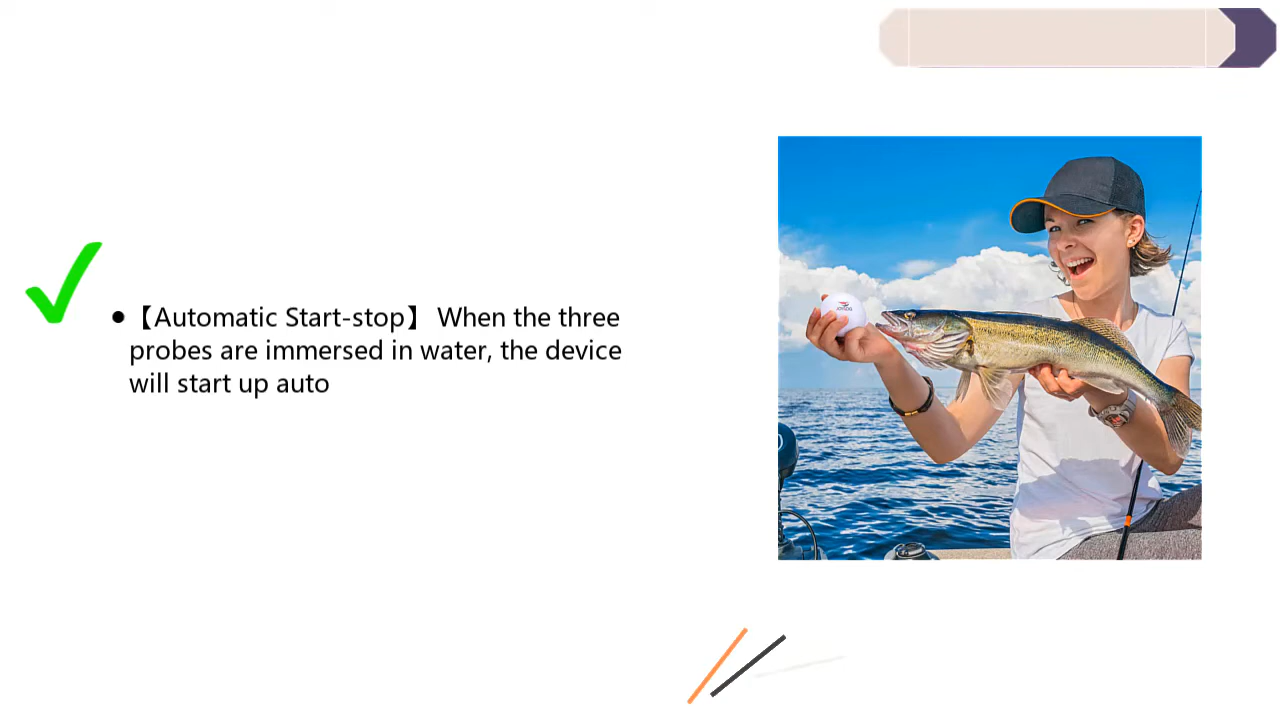 ●【Automatic Start-stop】 When the three
probes are immersed in water, the device
will start up auto